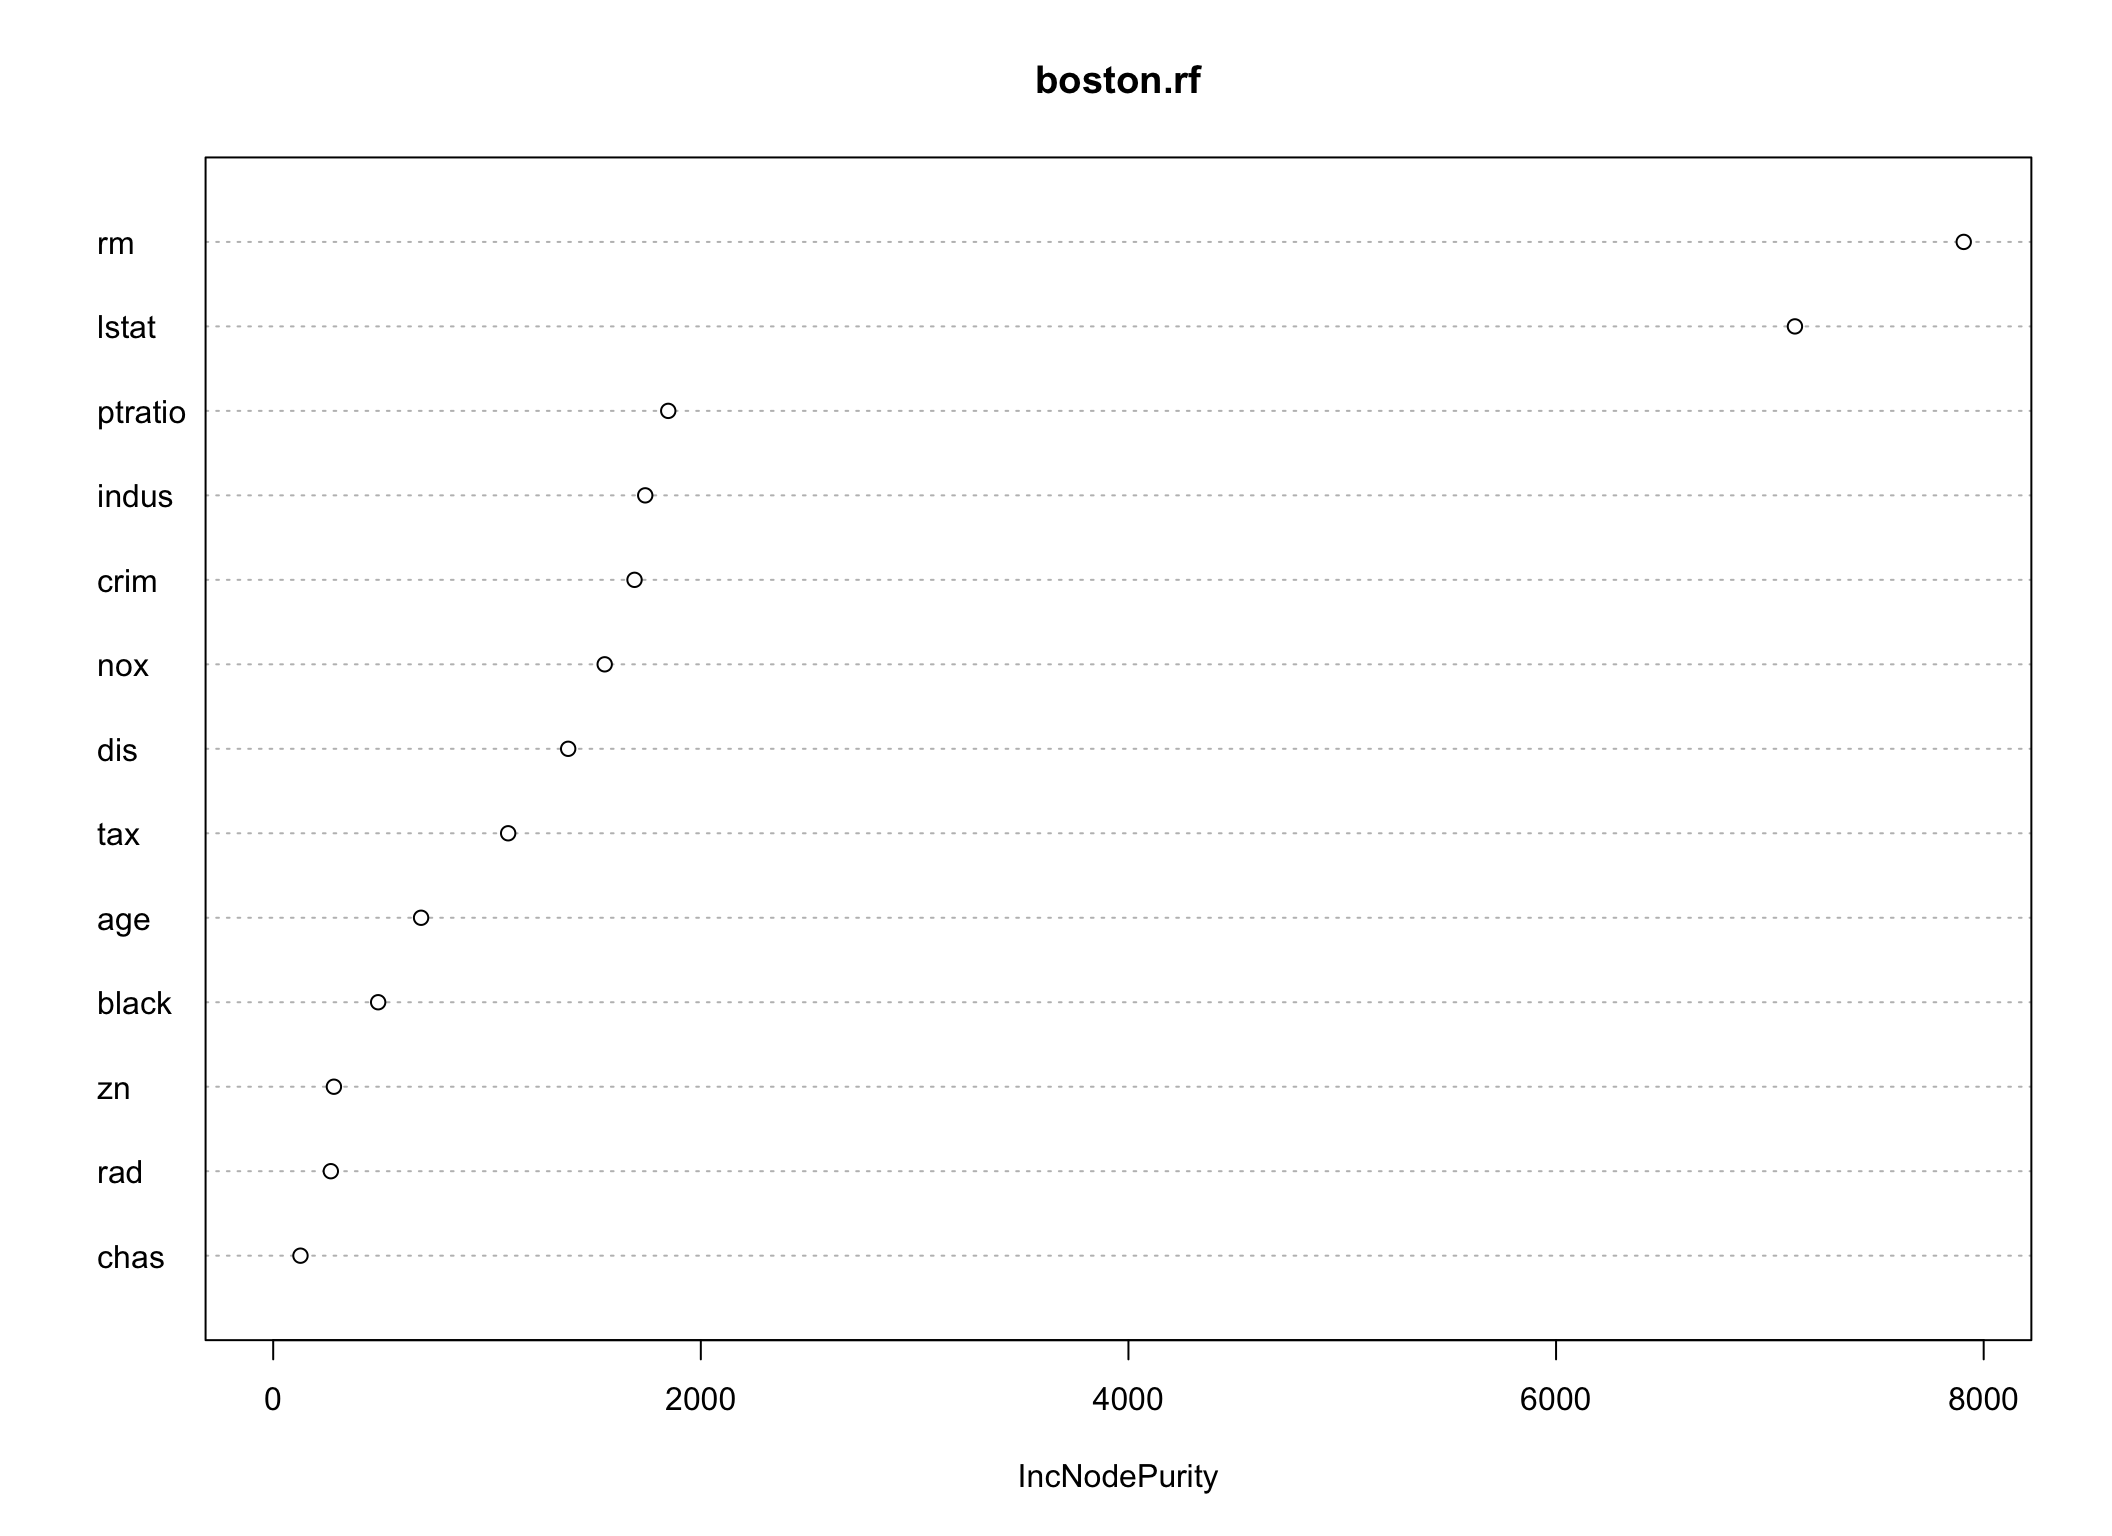 boston.rf
rm
lstat
ptratio
indus
crim
nox
dis
tax
age
black
zn
rad
chas
0 2000 4000 6000 8000
IncNodePurity